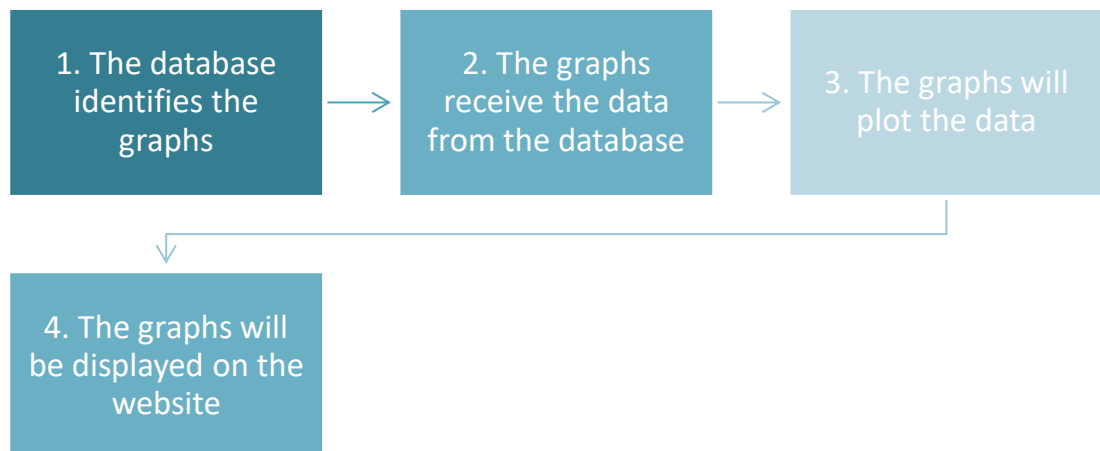 1. The database
identifies the
graphs
2. The graphs
receive the data
from the database
3. The graphs will
plot the data
4. The graphs will
be displayed on the
website